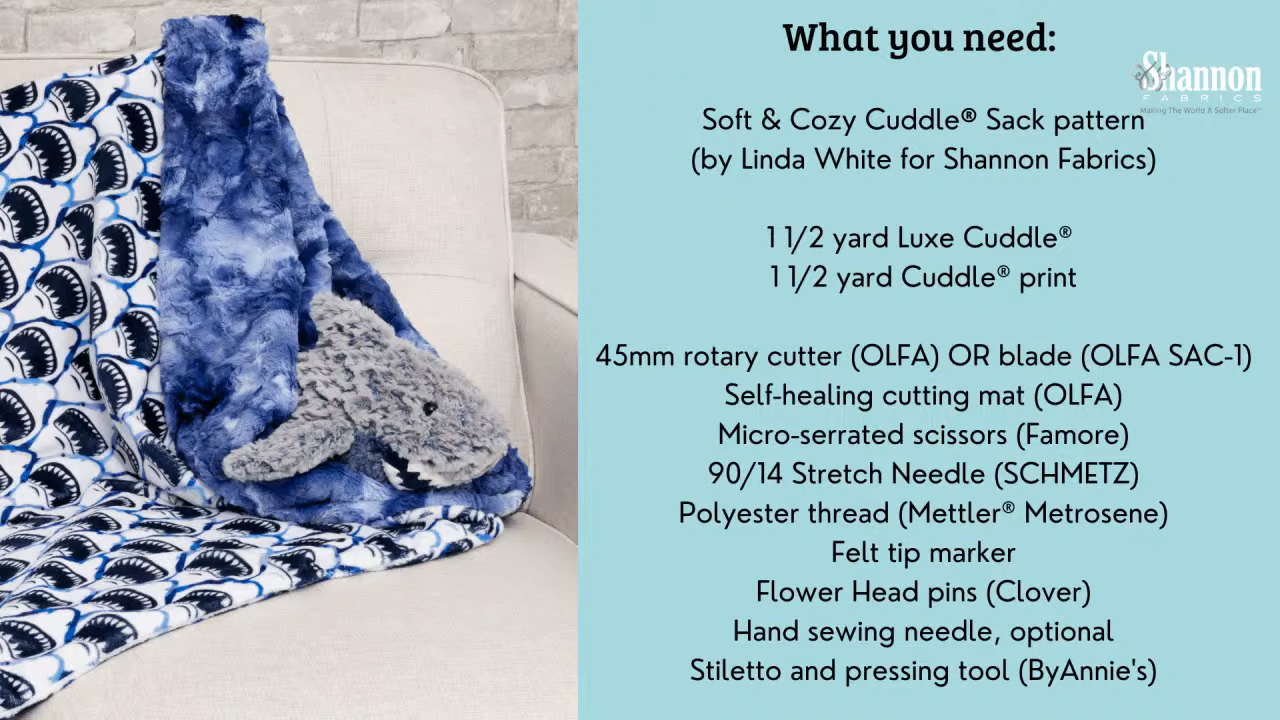 What you need:
Shannon
FABRICS
Making The World A Softer Place™
Soft & Cozy Cuddle® Sack pattern
(by Linda White for Shannon Fabrics)
1 1/2 yard Luxe Cuddle®
1 1/2 yard Cuddle® print
45mm rotary cutter (OLFA) OR blade (OLFA SAC-1)
Self-healing cutting mat (OLFA)
Micro-serrated scissors (Famore)
90/14 Stretch Needle (SCHMETZ)
Polyester thread (Mettler® Metrosene)
Felt tip marker
Flower Head pins (Clover)
Hand sewing needle, optional
Stiletto and pressing tool (ByAnnie's)